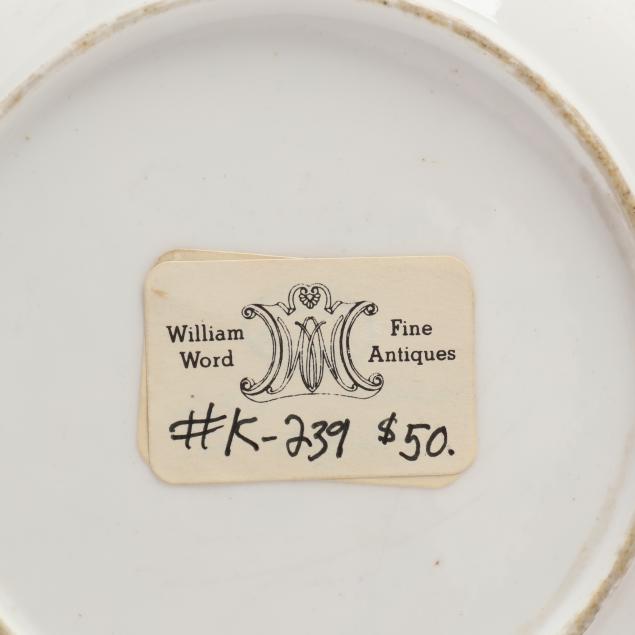 William Word
Fine Antiques
#K-239 $50.